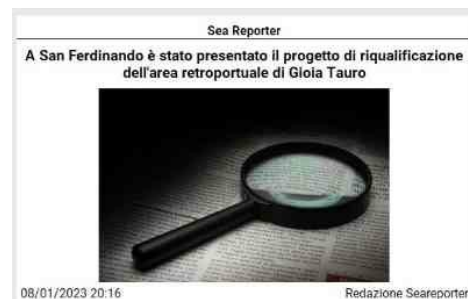 Sea Reporter
A San Ferdinando è stato presentato il progetto di riqualificazione
dell'area retroportuale di Gioia Tauro
08/01/2023 20:16
Redazione Seareporter